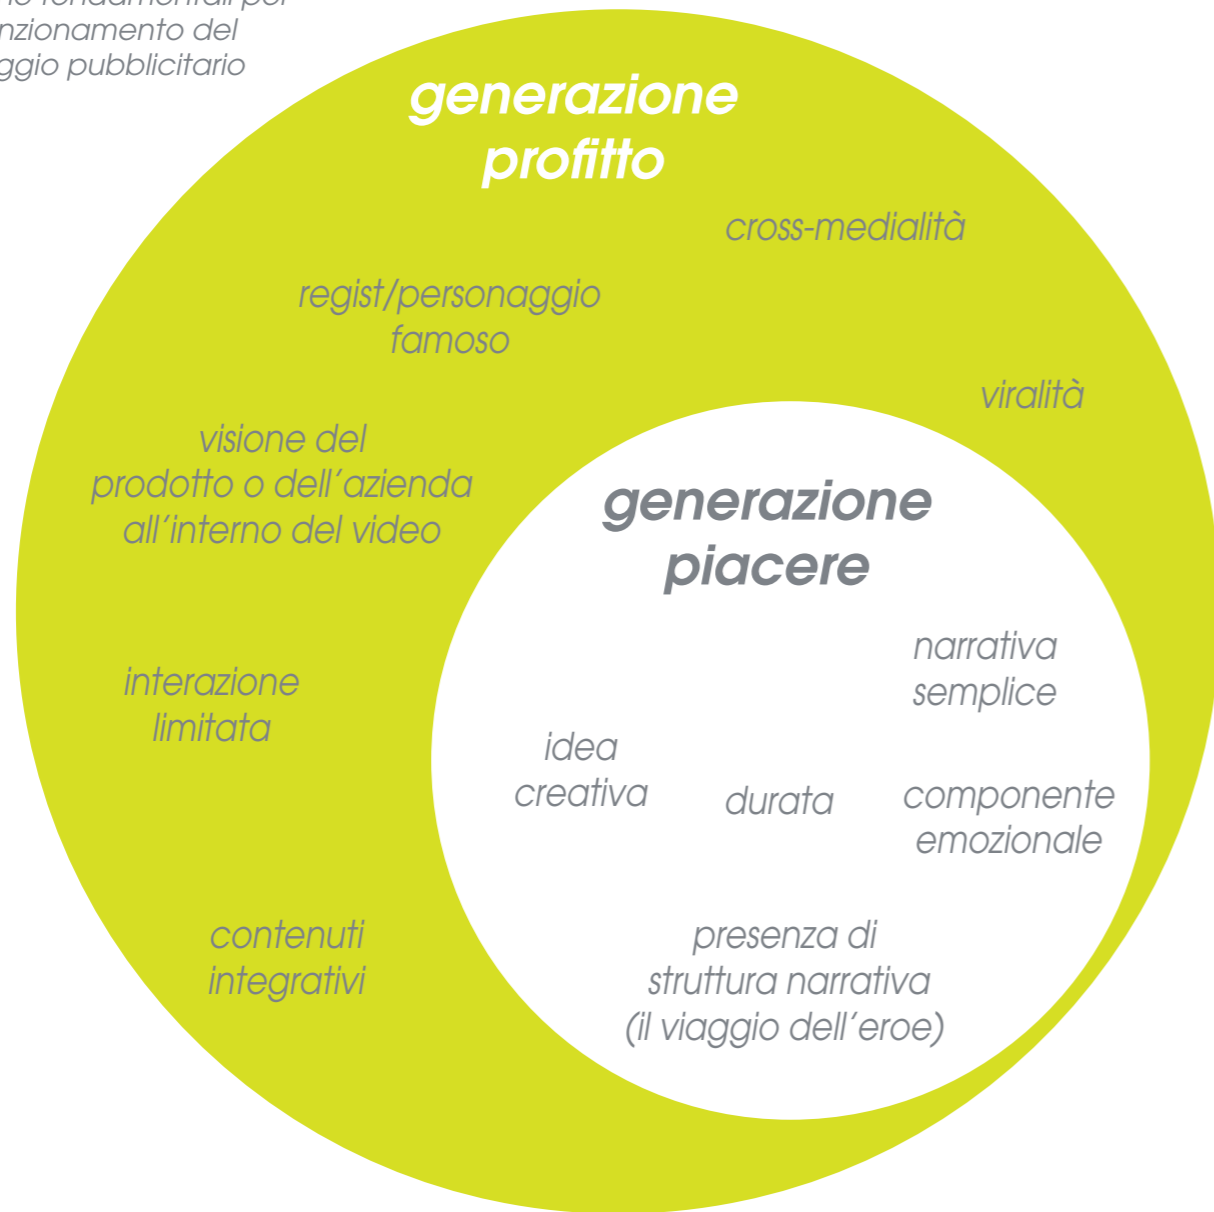 fondamentali per
del
pubblicitario
generazione
profitto
cross-medialità
regist/personaggio
famoso
viralità
visione del
prodotto o dell'azienda
all'interno del video
generazione
piacere
narrativa
semplice
interazione
limitata
idea
creativa
durata
componente
emozionale
contenuti
integrativi
presenza di
struttura narrativa
(il viaggio dell'eroe)